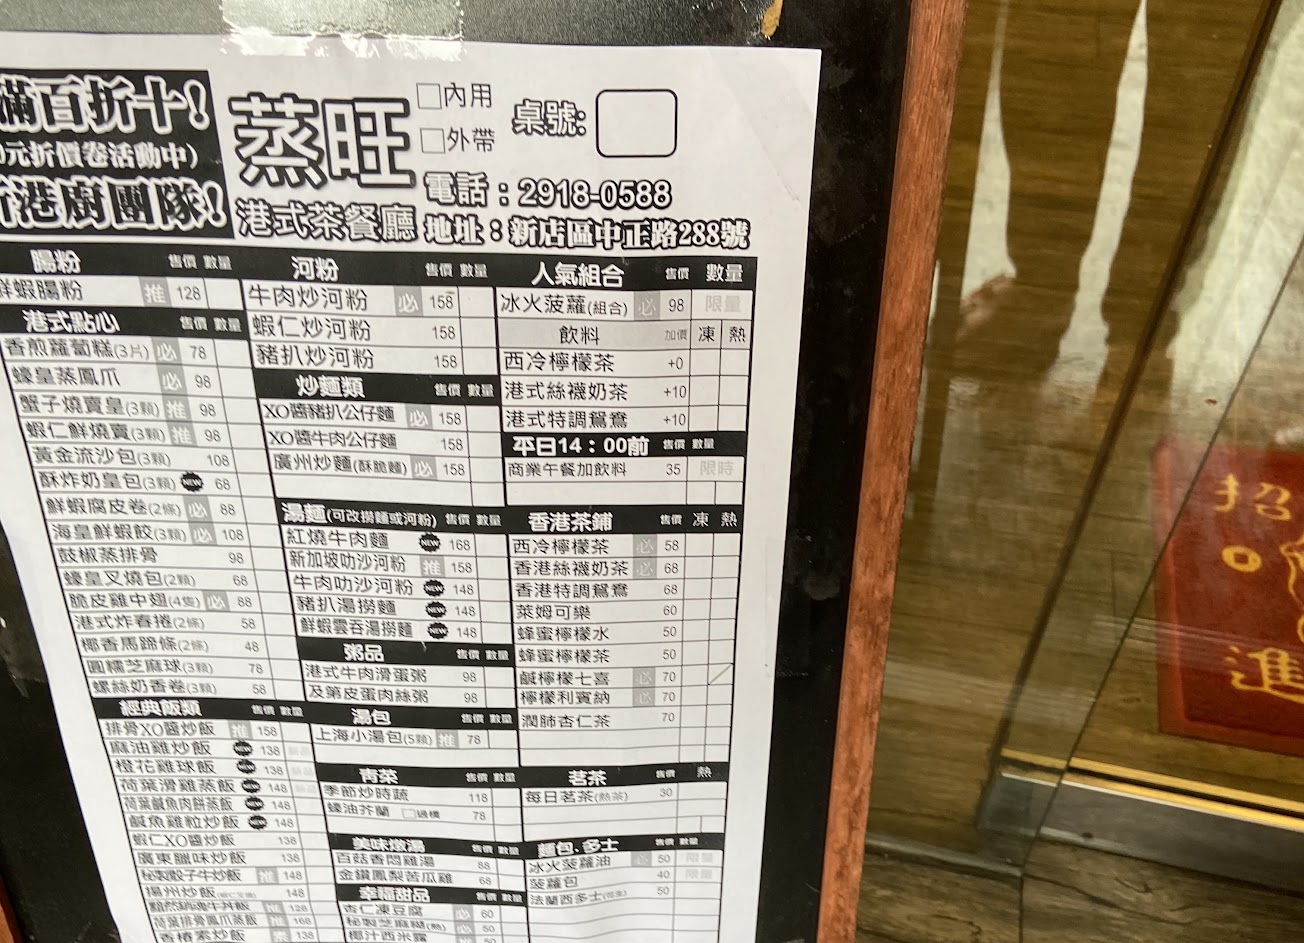 滿百折十!
元折價卷活動中)
港廚團隊!
蒸旺
港式茶餐廳
□內用
□外帶
桌號:
電話：2918-0588
地址：新店區中正路288號
腸粉 售價 數量
鮮蝦腸粉 推 128
港式點心 售價 數量
香煎蘿蔔糕(3片) 必 78
蠔皇蒸鳳爪 必 98
蟹子燒賣皇(3顆) 推 98
蝦仁鮮燒賣(3顆) 推 98
黃金流沙包(3顆) 108
酥炸奶皇包(3顆) NEW 68
鮮蝦腐皮卷(2條) 必 88
海皇鮮蝦餃(3顆) 必 108
鼓椒蒸排骨 98
蠔皇叉燒包(2顆) 68
脆皮雞中翅(4隻) 必 88
港式炸春捲(2條) 58
椰香馬蹄條(2條) 48
圓糯芝麻球(3顆) 78
螺絲奶香卷(3顆) 58
經典飯類 售價 數量
排骨XO醬炒飯 推 158
麻油雞炒飯 NEW 138
橙花雞球飯 NEW 138
荷葉滑雞蒸飯 NEW 148
荷葉鹹魚肉餅蒸飯 NEW 148
鹹魚雞粒炒飯 NEW 148
蝦仁XO醬炒飯 138
廣東臘味炒飯 138
秘製骰子牛炒飯 推 148
揚州炒飯 148
推 128
荷葉排骨鳳爪蒸飯 推 168
香椿素炒飯 素 138
河粉 售價 數量
牛肉炒河粉 必 158
蝦仁炒河粉 158
豬扒炒河粉 158
炒麵類 售價 數量
XO醬豬扒公仔麵 必 158
XO醬牛肉公仔麵 158
廣州炒麵(酥脆麵) 必 158
湯麵(可改撈麵或河粉) 售價 數量
紅燒牛肉麵 NEW 168
新加坡叻沙河粉 推 158
牛肉叻沙河粉 NEW 148
豬扒湯撈麵 NEW 148
鮮蝦雲吞湯撈麵 NEW 148
粥品 售價 數量
港式牛肉滑蛋粥 98
及第皮蛋肉絲粥 98
湯包 售價 數量
上海小湯包(5顆) 推 78
青菜 售價 數量
季節炒時蔬 118
蠔油芥蘭 78
美味燉湯 售價 數量
百菇香悶雞湯 88
金鑽鳳梨苦瓜雞 68
幸福甜品 售價 數量
杏仁凍豆腐 必 60
秘製芝麻糊(熱) 必 50
椰汁西米露 50
人氣組合 售價 數量
冰火菠蘿(組合) 必 98 限量
飲料 加價 凍 熱
西冷檸檬茶 +0
港式絲襪奶茶 +10
港式特調鴛鴦 +10
平日14：00前 售價 數量
商業午餐加飲料 35 限時
香港茶鋪 售價 凍 熱
西冷檸檬茶 必 58
香港絲襪奶茶 必 68
香港特調鴛鴦 68
萊姆可樂 60
蜂蜜檸檬水 50
蜂蜜檸檬茶 50
鹹檸檬七喜 必 70
檸檬利賓納 必 70
潤肺杏仁茶 70
茗茶 售價 熱
每日茗茶(熱茶) 30
麵包、多士 售價 數量
冰火菠蘿油 必 50 限量
菠蘿包 40 限量
法蘭西多士 50
招
進